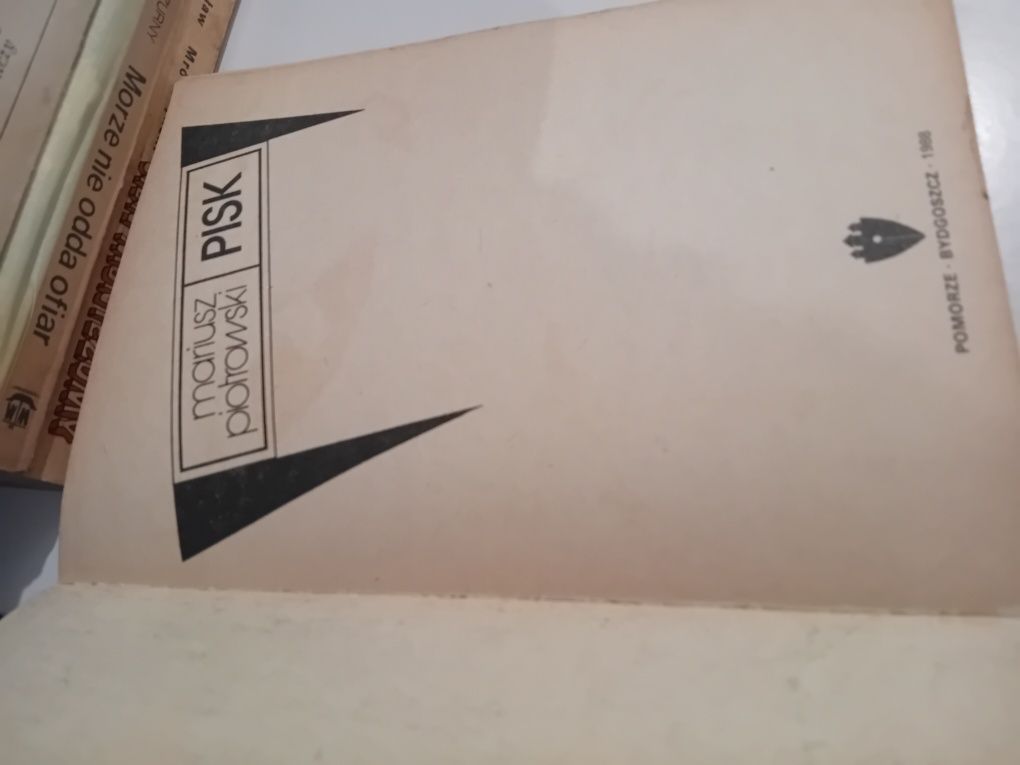 mariusz
piotrowski
PISK
POMORZE · BYDGOSZCZ · 1988
Morze nie odda ofiar